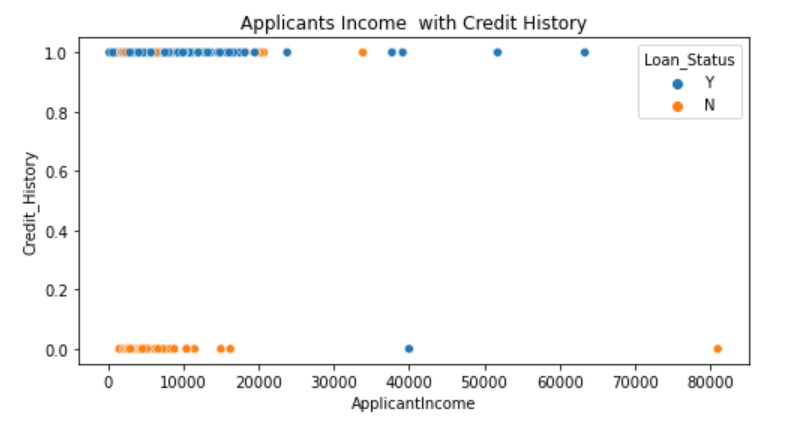 Applicants Income  with Credit History
Loan_Status
Y
N
1.0
0.8
0.6
0.4
0.2
0.0
Credit_History
0 10000 20000 30000 40000 50000 60000 70000 80000
ApplicantIncome